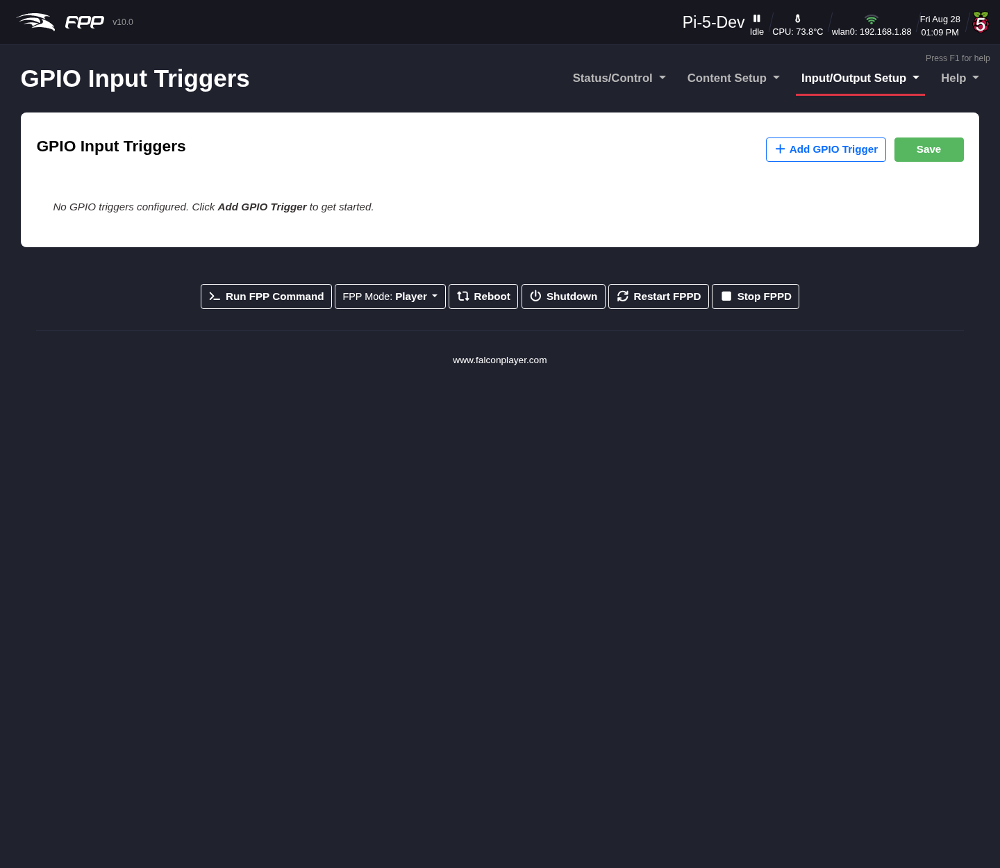 FPP v10.0
Pi-5-Dev
Idle
CPU: 73.8°C
wlan0: 192.168.1.88
Fri Aug 28
01:09 PM
5
Press F1 for help
GPIO Input Triggers
Status/Control
Content Setup
Input/Output Setup
Help
GPIO Input Triggers
Add GPIO Trigger
Save
No GPIO triggers configured. Click Add GPIO Trigger to get started.
Run FPP Command
FPP Mode: Player
Reboot
Shutdown
Restart FPPD
Stop FPPD
www.falconplayer.com